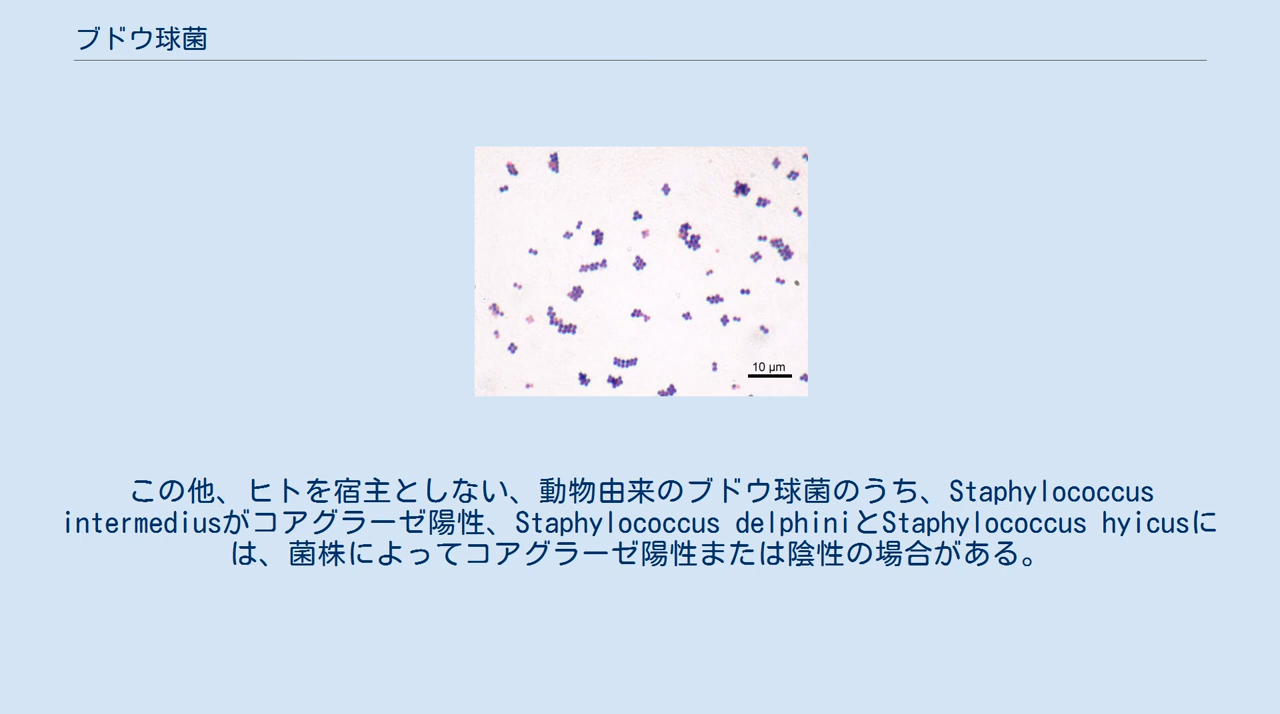 ブドウ球菌
10 µm
この他、ヒトを宿主としない、動物由来のブドウ球菌のうち、Staphylococcus
intermediusがコアグラーゼ陽性、Staphylococcus delphiniとStaphylococcus hyicusに
は、菌株によってコアグラーゼ陽性または陰性の場合がある。